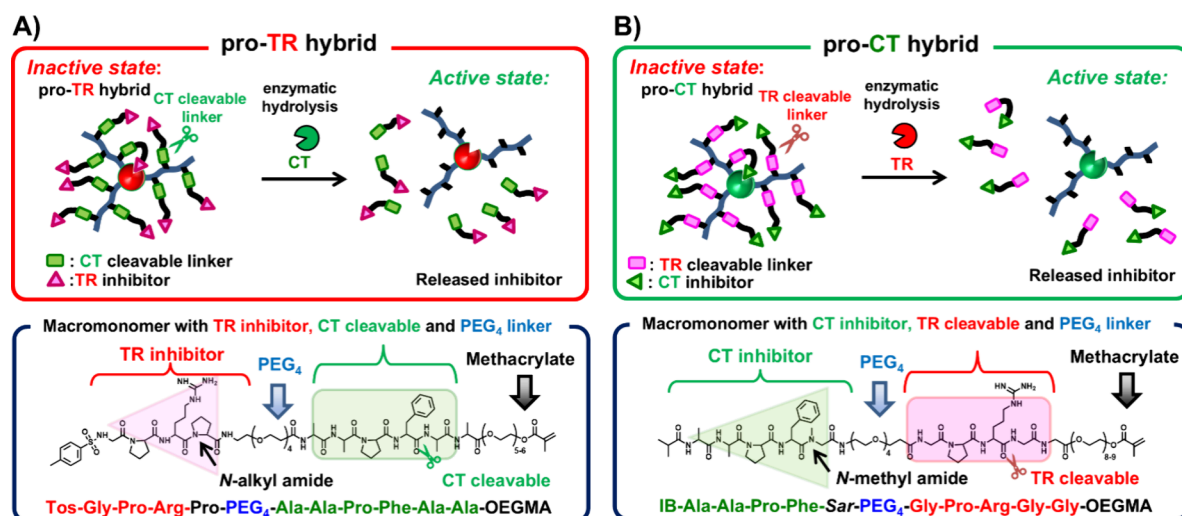 A)
pro-TR hybrid
Inactive state:
pro-TR hybrid
CT cleavable
linker
enzymatic
hydrolysis
CT
Active state:
: CT cleavable linker
:TR inhibitor
Released inhibitor
Macromonomer with TR inhibitor, CT cleavable and PEG4 linker
TR inhibitor
PEG4
Methacrylate
N-alkyl amide
CT cleavable
Tos-Gly-Pro-Arg-Pro-PEG4-Ala-Ala-Pro-Phe-Ala-Ala-OEGMA
B)
pro-CT hybrid
Inactive state:
pro-CT hybrid
TR cleavable
linker
enzymatic
hydrolysis
TR
Active state:
: TR cleavable linker
: CT inhibitor
Released inhibitor
Macromonomer with CT inhibitor, TR cleavable and PEG4 linker
CT inhibitor
PEG4
Methacrylate
N-methyl amide
TR cleavable
IB-Ala-Ala-Pro-Phe-Sar-PEG4-Gly-Pro-Arg-Gly-Gly-OEGMA